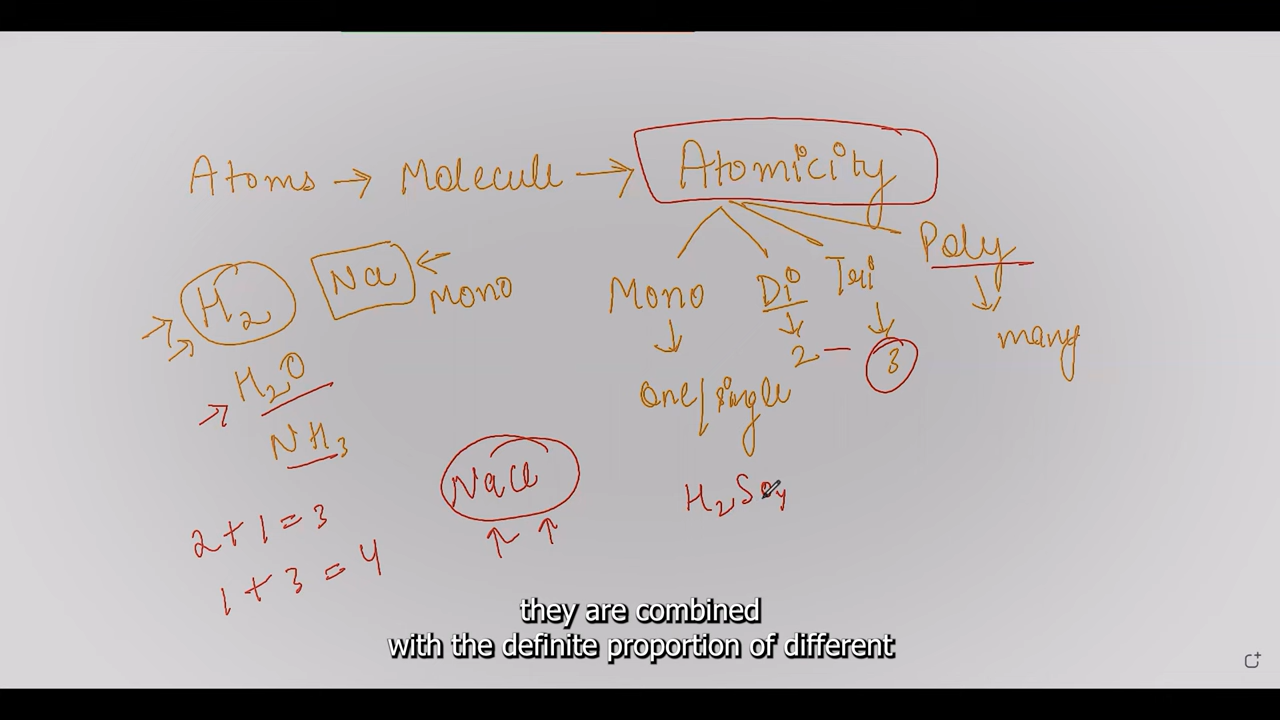 Atoms → Molecule → Atomicity
Poly
H2 Na ← Mono
Mono Di Tri
many
2 — 3
H2O
One/single
NH3
NaCl
H2SO4
2 + 1 = 3
1 + 3 = 4
they are combined
with the definite proportion of different